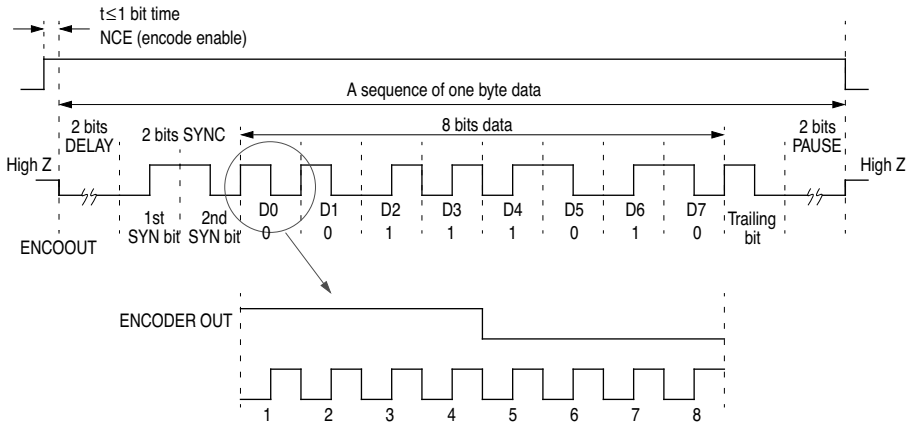 t≤1 bit time
NCE (encode enable)
A sequence of one byte data
2 bits
DELAY
2 bits SYNC
8 bits data
2 bits
PAUSE
High Z
High Z
ENCOOUT
1st
SYN bit
2nd
SYN bit
D0 D1 D2 D3 D4 D5 D6 D7
0 0 1 1 1 0 1 0
Trailing
bit
ENCODER OUT
1 2 3 4 5 6 7 8